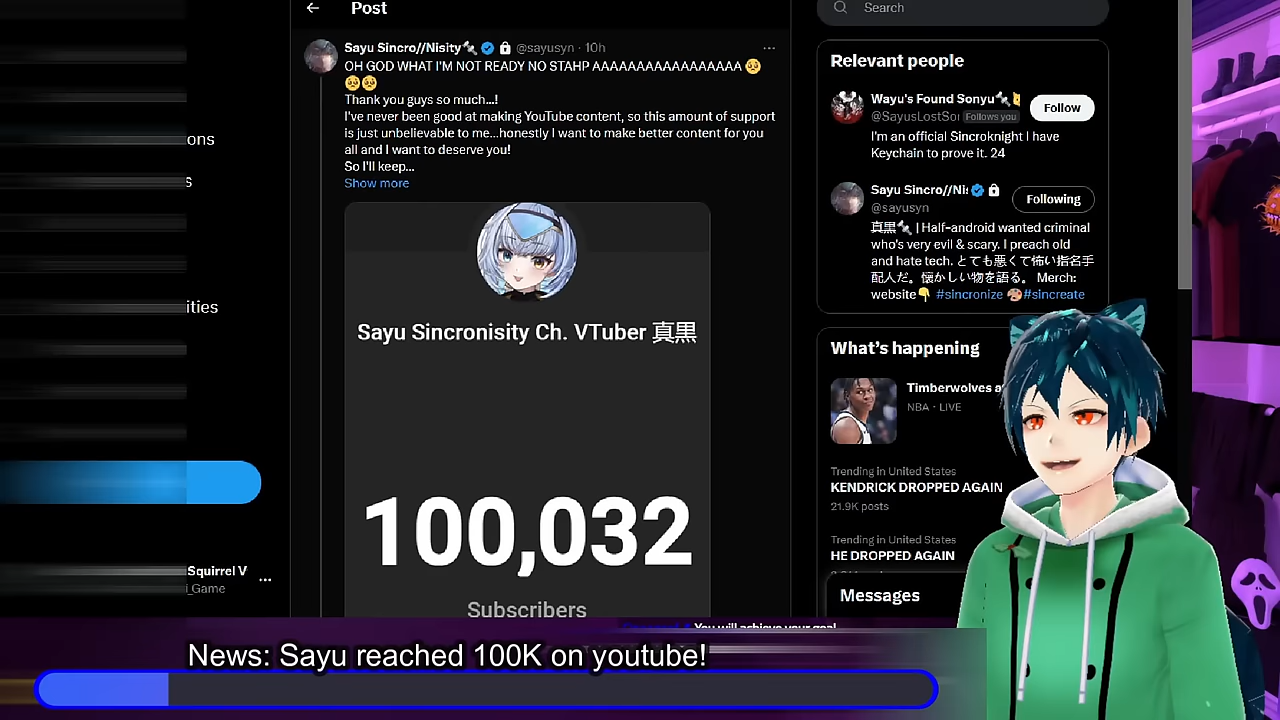 Post
Search
Sayu Sincro//Nisity @sayusyn · 10h
OH GOD WHAT I'M NOT READY NO STAHP AAAAAAAAAAAAAAAAA 🥺
🥺🥺
Thank you guys so much...!
I've never been good at making YouTube content, so this amount of support
is just unbelievable to me...honestly I want to make better content for you
all and I want to deserve you!
So I'll keep...
Show more
Sayu Sincronisity Ch. VTuber 真黒
100,032
Subscribers
ons
s
ities
Squirrel V
i_Game
Relevant people
Wayu's Found Sonyu
@SayusLostSo Follows you
Follow
I'm an official Sincroknight I have
Keychain to prove it. 24
Sayu Sincro//Nis
@sayusyn
Following
真黒🔩 | Half-android wanted criminal
who's very evil & scary. I preach old
and hate tech. とても悪くて怖い指名手
配人だ。懐かしい物を語る。 Merch:
website👇 #sincronize 🎨#sincreate
What's happening
Timberwolves a
NBA · LIVE
Trending in United States
KENDRICK DROPPED AGAIN
21.9K posts
Trending in United States
HE DROPPED AGAIN
Messages
You will achieve your goal
News: Sayu reached 100K on youtube!